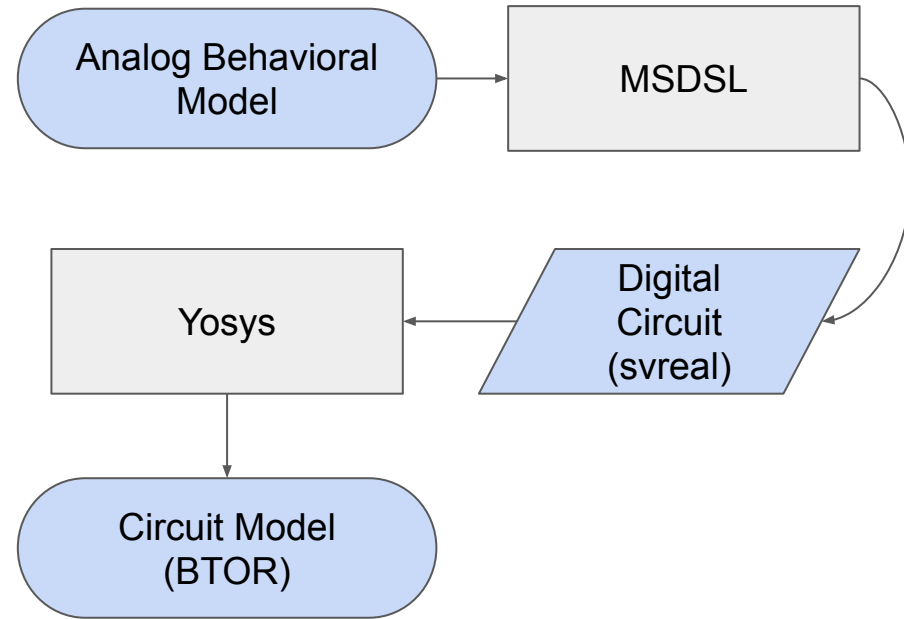 Analog Behavioral
Model
MSDSL
Digital
Circuit
(svreal)
Yosys
Circuit Model
(BTOR)